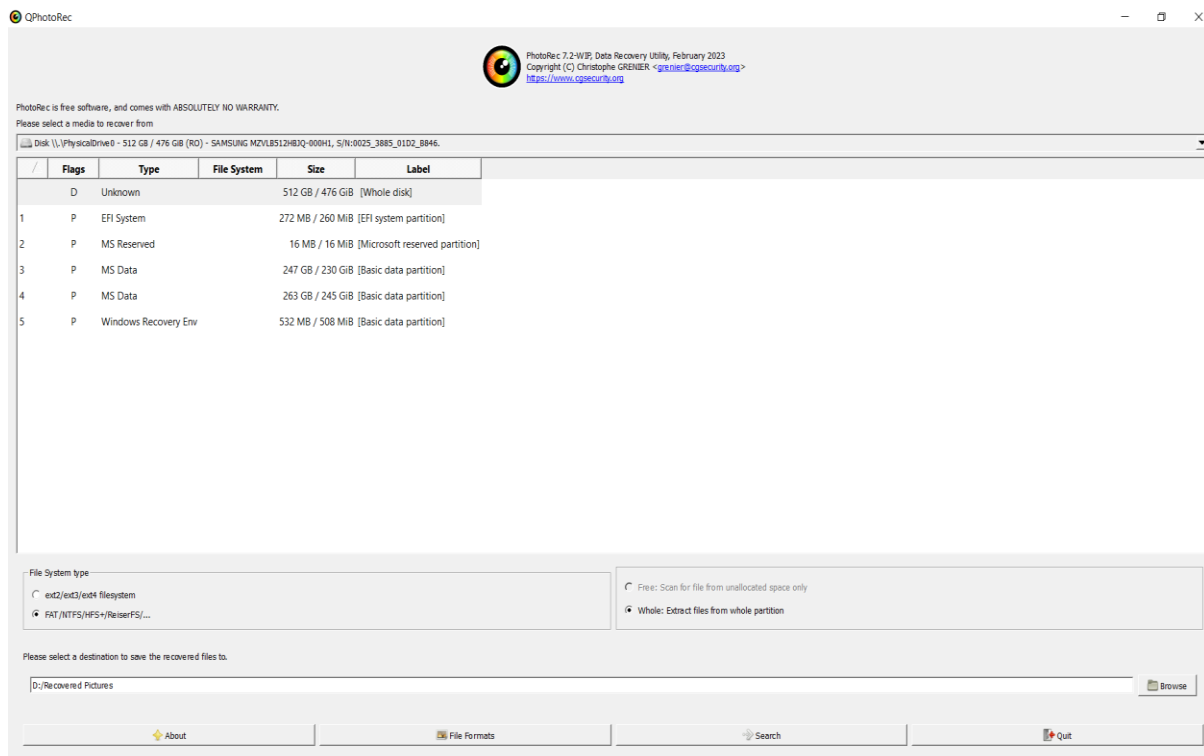 QPhotoRec
PhotoRec 7.2-WIP, Data Recovery Utility, February 2023
Copyright (C) Christophe GRENIER <grenier@cgsecurity.org>
https://www.cgsecurity.org
PhotoRec is free software, and comes with ABSOLUTELY NO WARRANTY.
Please select a media to recover from
Disk \\.\PhysicalDrive0 - 512 GB / 476 GiB (RO) - SAMSUNG MZVLB512HBJQ-000H1, S/N:0025_3885_01D2_B846.
Flags Type File System Size Label
D Unknown 512 GB / 476 GiB [Whole disk]
1 P EFI System 272 MB / 260 MiB [EFI system partition]
2 P MS Reserved 16 MB / 16 MiB [Microsoft reserved partition]
3 P MS Data 247 GB / 230 GiB [Basic data partition]
4 P MS Data 263 GB / 245 GiB [Basic data partition]
5 P Windows Recovery Env 532 MB / 508 MiB [Basic data partition]
File System type
ext2/ext3/ext4 filesystem
FAT/NTFS/HFS+/ReiserFS/...
Free: Scan for file from unallocated space only
Whole: Extract files from whole partition
Please select a destination to save the recovered files to.
D:/Recovered Pictures
Browse
About File Formats Search Quit